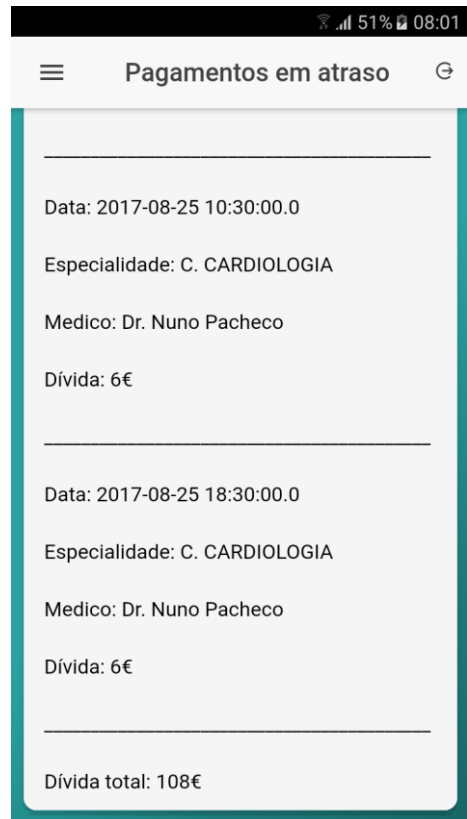 51% 08:01
Pagamentos em atraso
Data: 2017-08-25 10:30:00.0
Especialidade: C. CARDIOLOGIA
Medico: Dr. Nuno Pacheco
Dívida: 6€
Data: 2017-08-25 18:30:00.0
Especialidade: C. CARDIOLOGIA
Medico: Dr. Nuno Pacheco
Dívida: 6€
Dívida total: 108€